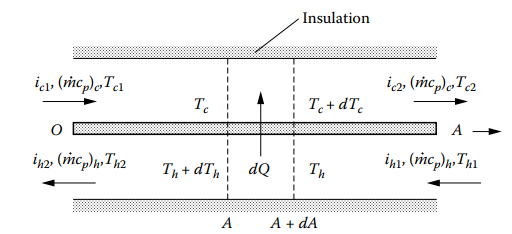 Insulation
i_c1, (ṁc_p)_c, T_c1
i_c2, (ṁc_p)_c, T_c2
T_c
T_c + dT_c
O
A
i_h2, (ṁc_p)_h, T_h2
T_h + dT_h
dQ
T_h
i_h1, (ṁc_p)_h, T_h1
A
A + dA